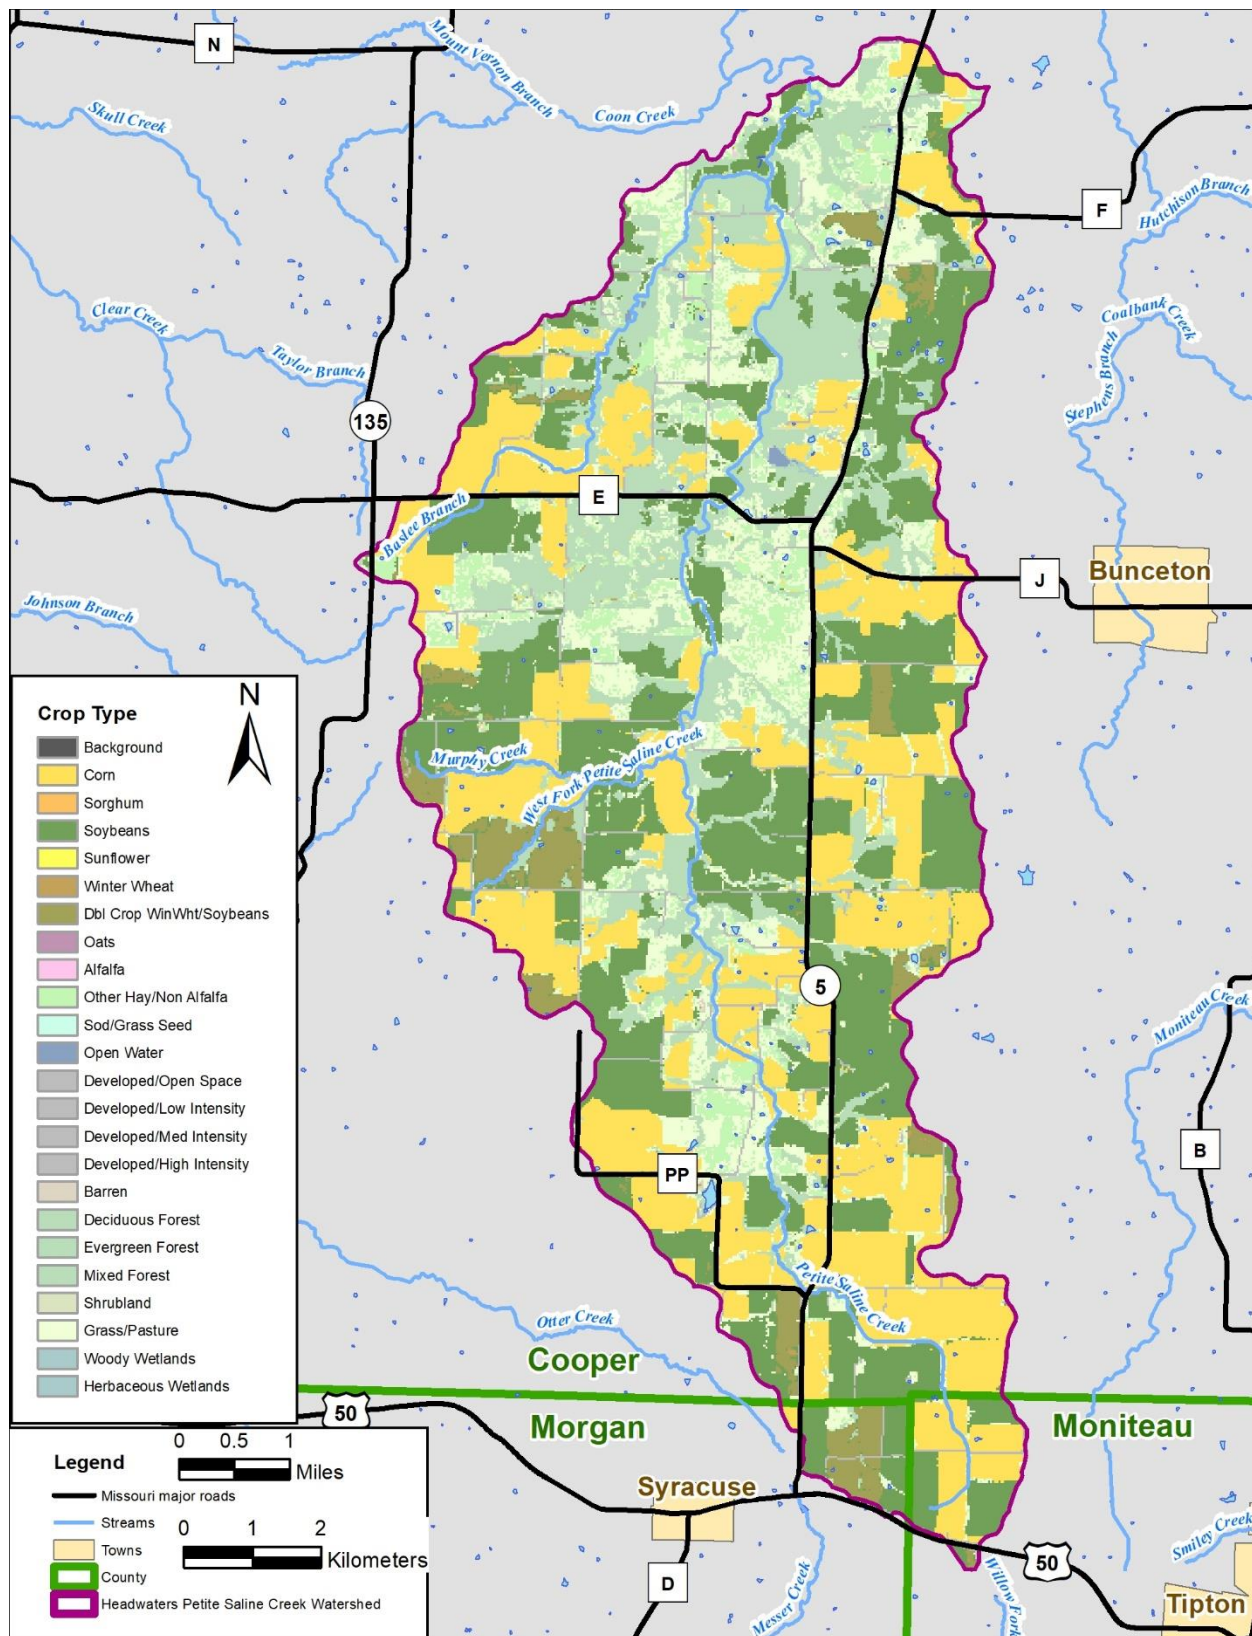 N
Mount Vernon Branch
Skull Creek
Coon Creek
F
Hutchison Branch
Clear Creek
Taylor Branch
Coalbank Creek
Stephens Branch
135
E
Baslee Branch
J
Bunceton
Johnson Branch
N
Crop Type
Background
Corn
Sorghum
Soybeans
Sunflower
Winter Wheat
Dbl Crop WinWht/Soybeans
Oats
Alfalfa
Other Hay/Non Alfalfa
Sod/Grass Seed
Open Water
Developed/Open Space
Developed/Low Intensity
Developed/Med Intensity
Developed/High Intensity
Barren
Deciduous Forest
Evergreen Forest
Mixed Forest
Shrubland
Grass/Pasture
Woody Wetlands
Herbaceous Wetlands
Murphy Creek
West Fork Petite Saline Creek
5
Moniteau Creek
B
PP
Petite Saline Creek
Otter Creek
Cooper
50
Morgan
Moniteau
Legend
0 0.5 1
Miles
Missouri major roads
Streams
0 1 2
Kilometers
Towns
County
Headwaters Petite Saline Creek Watershed
Syracuse
D
Messer Creek
50
Willow Fork
Smiley Creek
Tipton